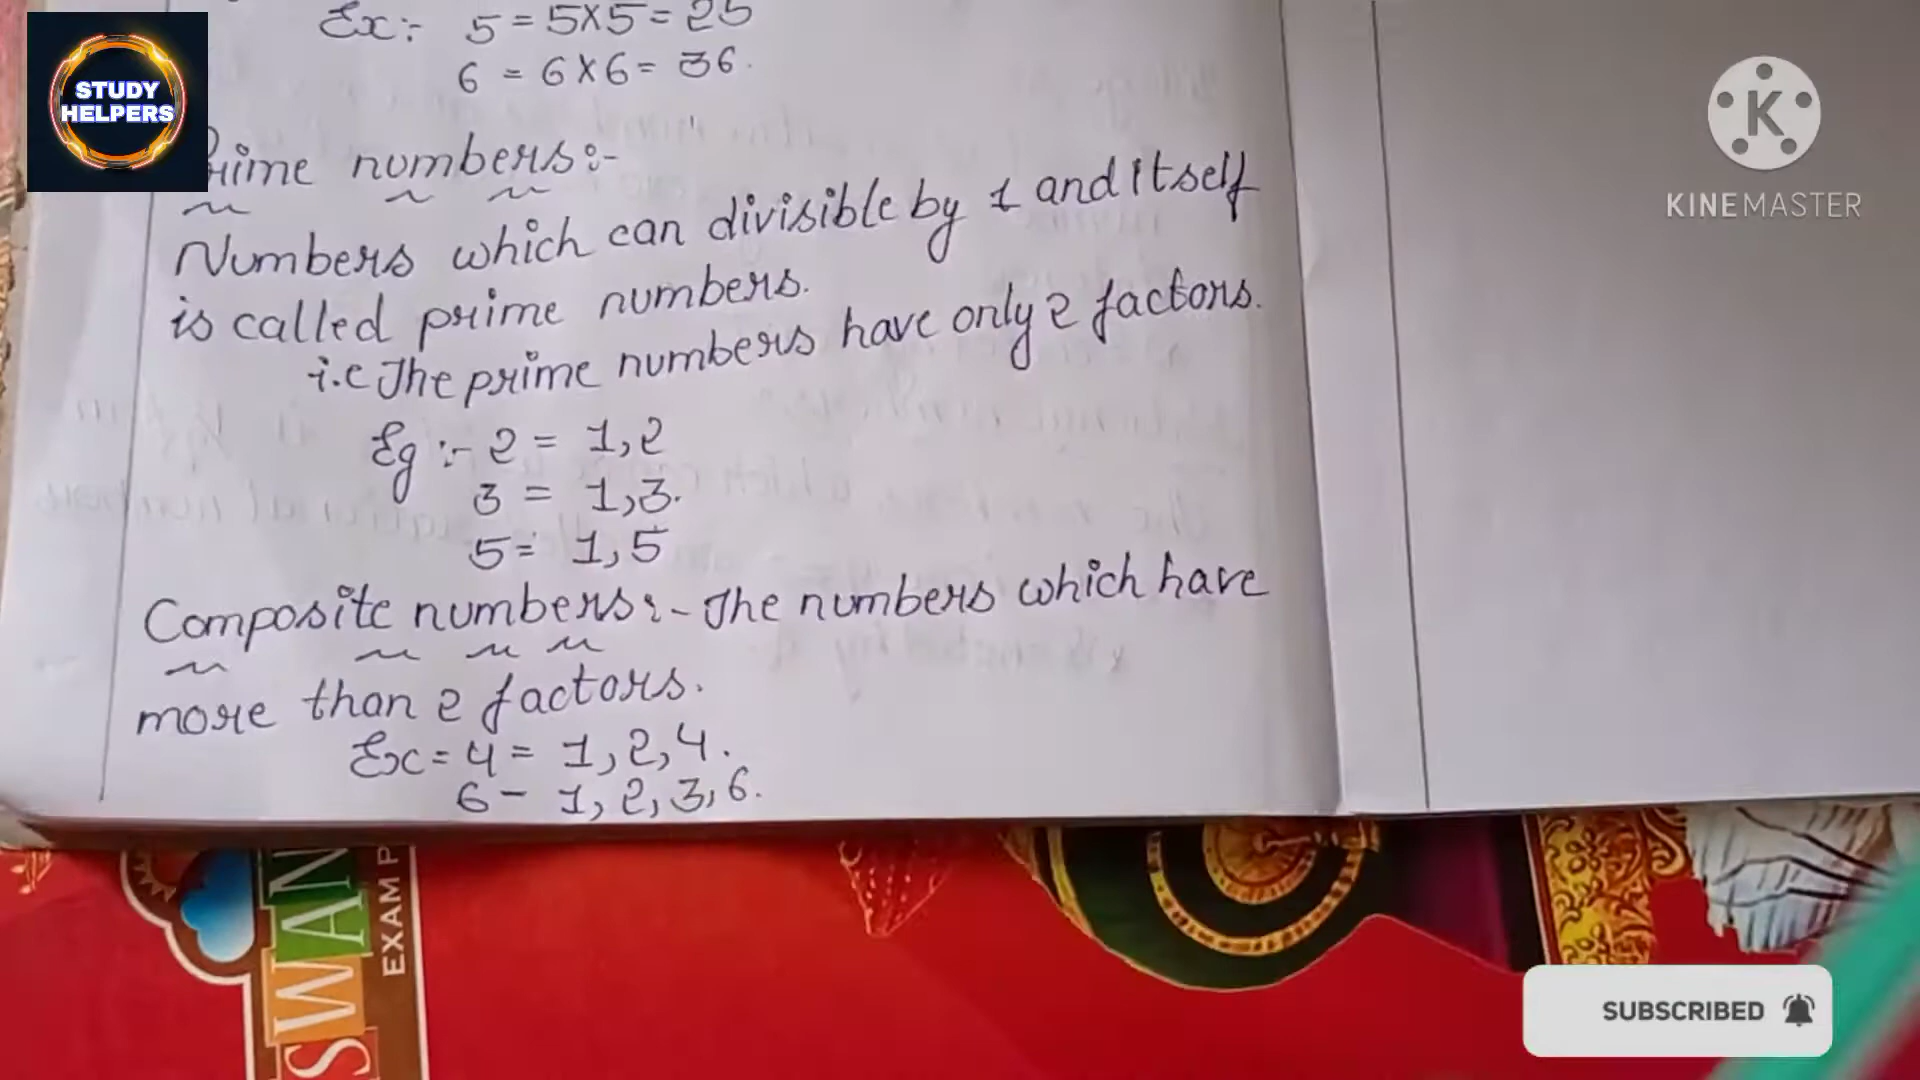 Ex:- 5 = 5X5 = 25
6 = 6X6 = 36.
STUDY
HELPERS
K
KINEMASTER
Prime numbers:-
Numbers which can divisible by 1 and itself
is called prime numbers.
i.e The prime numbers have only 2 factors.
Eg :- 2 = 1,2
3 = 1,3.
5 = 1,5
Composite numbers:- The numbers which have
more than 2 factors.
Ex = 4 = 1,2,4.
6 - 1,2,3,6.
SWAN
EXAM P
SUBSCRIBED